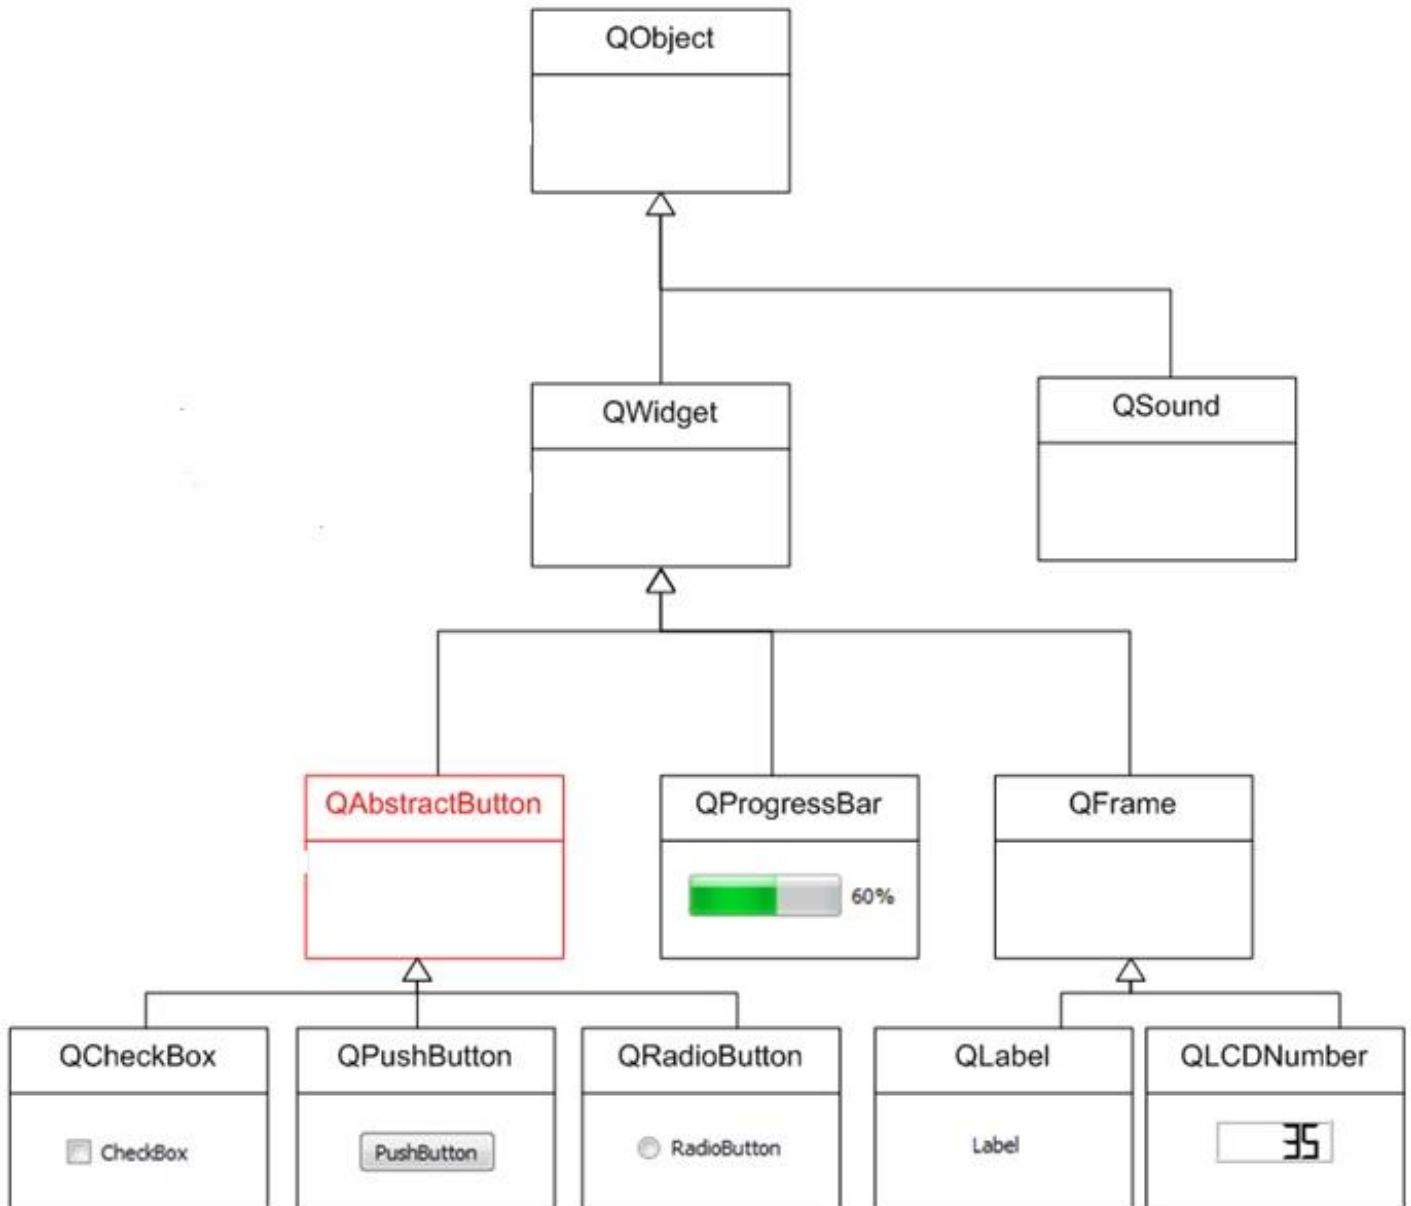 QObject
QWidget
QSound
QAbstractButton
QProgressBar
QFrame
60%
QCheckBox
QPushButton
QRadioButton
QLabel
QLCDNumber
CheckBox
PushButton
RadioButton
Label
35